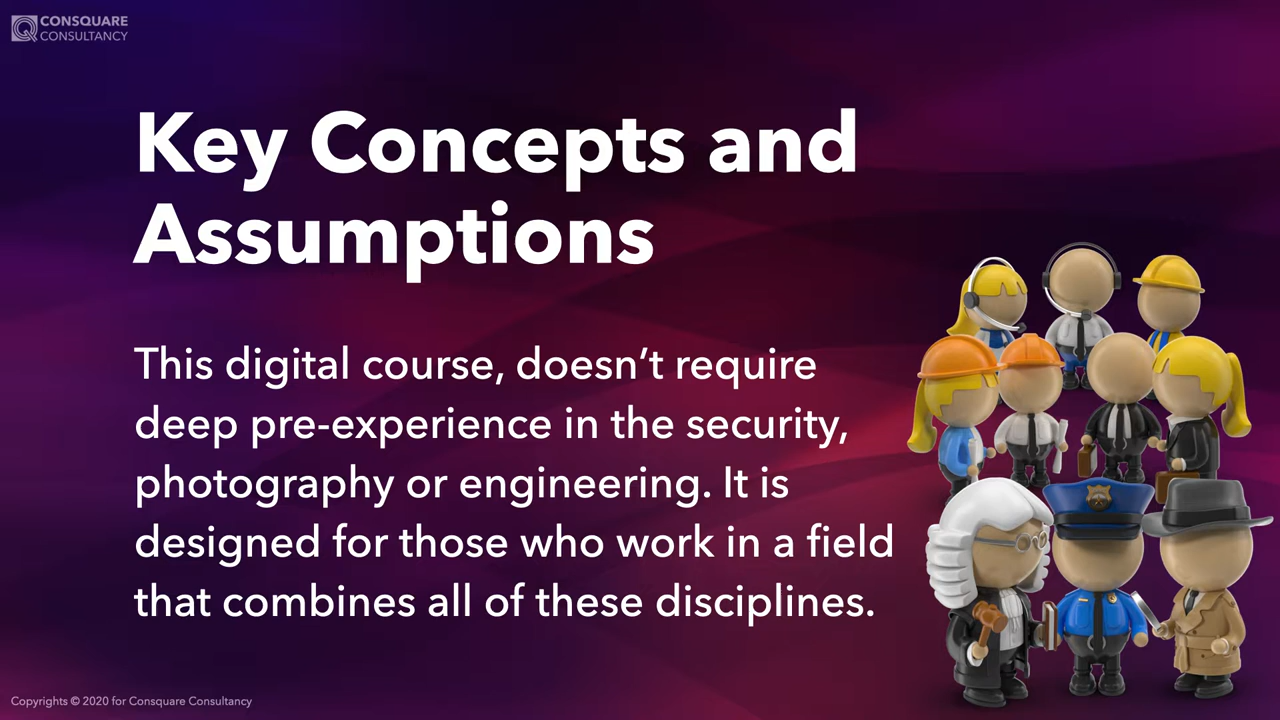 CONSQUARE
CONSULTANCY
Key Concepts and
Assumptions
This digital course, doesn’t require
deep pre-experience in the security,
photography or engineering. It is
designed for those who work in a field
that combines all of these disciplines.
Copyrights © 2020 for Consquare Consultancy